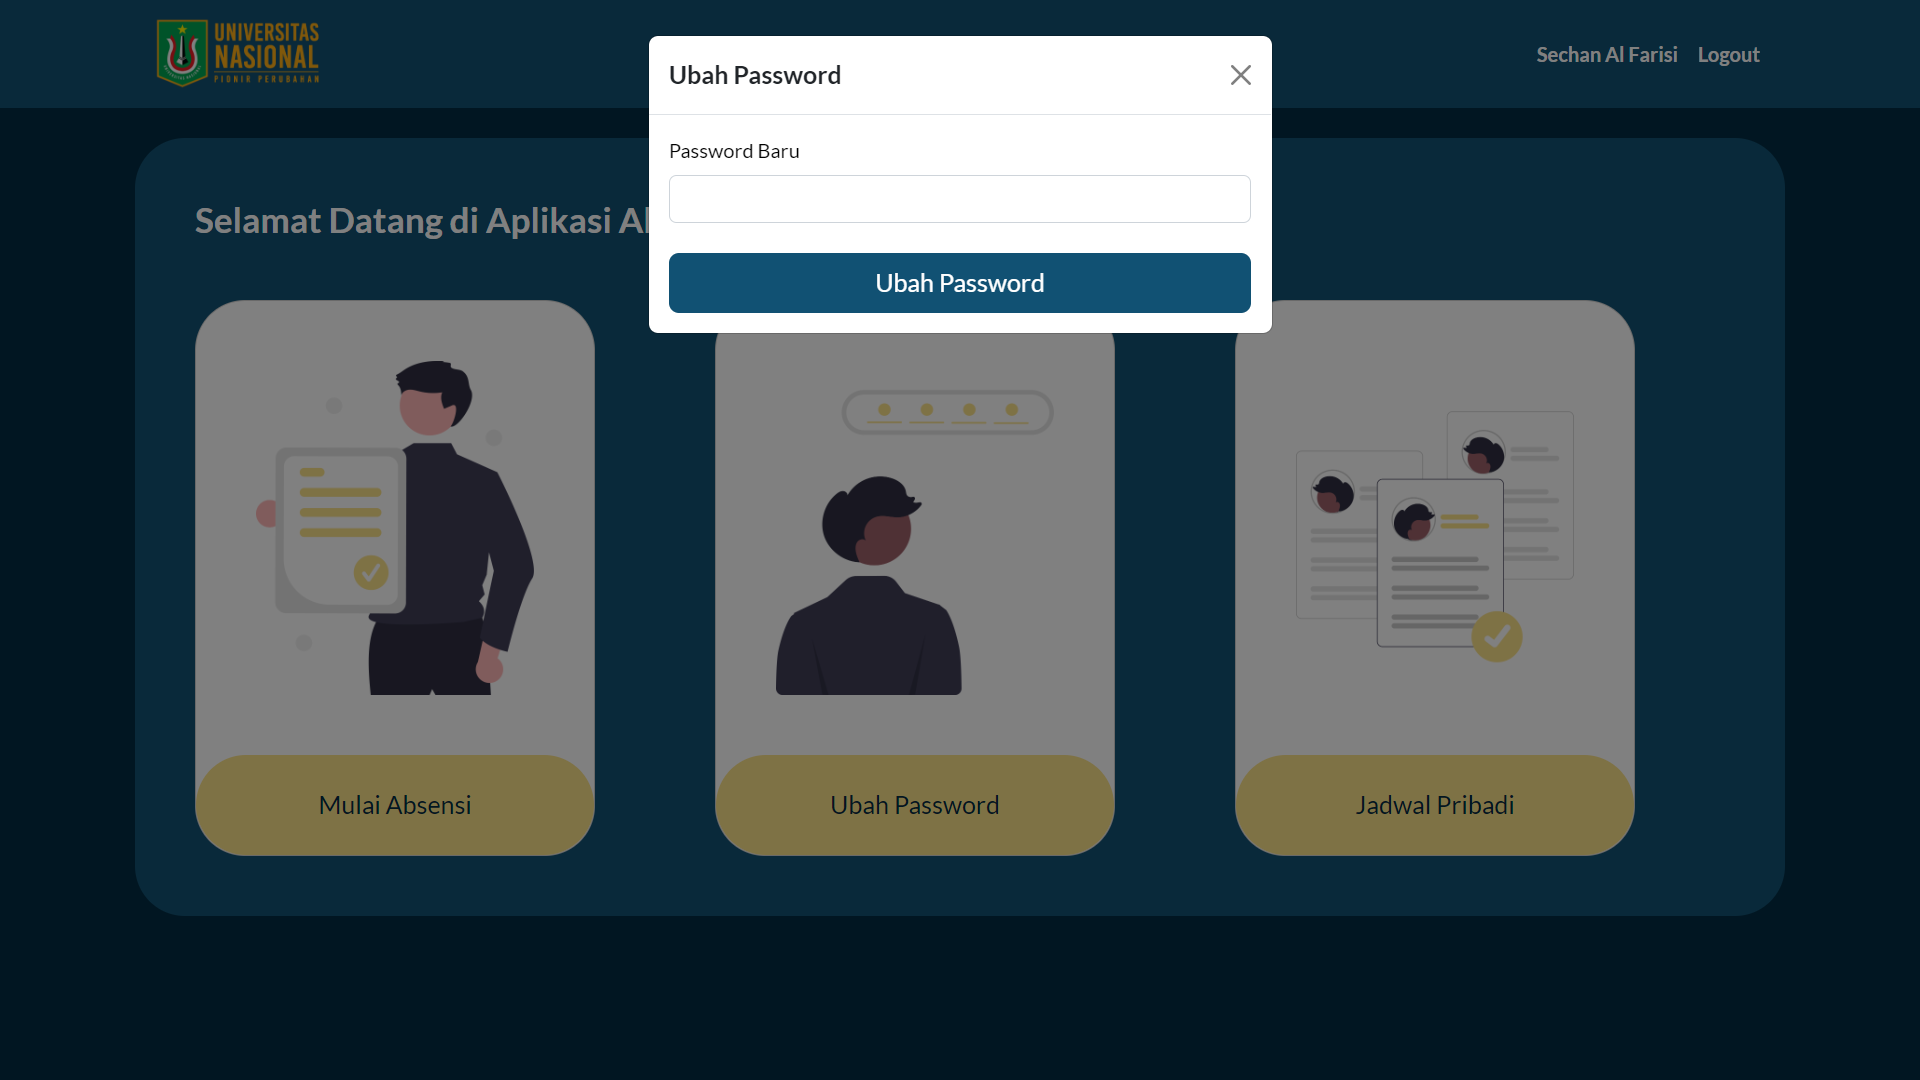 UNIVERSITAS
NASIONAL
PIONIR PERUBAHAN
Sechan Al Farisi
Logout
Ubah Password
Password Baru
Ubah Password
Selamat Datang di Aplikasi
Mulai Absensi
Ubah Password
Jadwal Pribadi